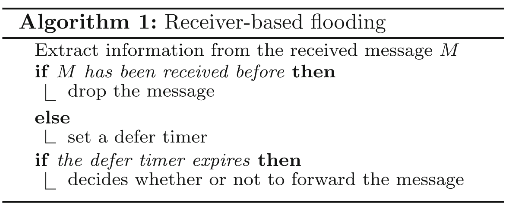 Algorithm 1: Receiver-based flooding
Extract information from the received message M
if M has been received before then
drop the message
else
set a defer timer
if the defer timer expires then
decides whether or not to forward the message